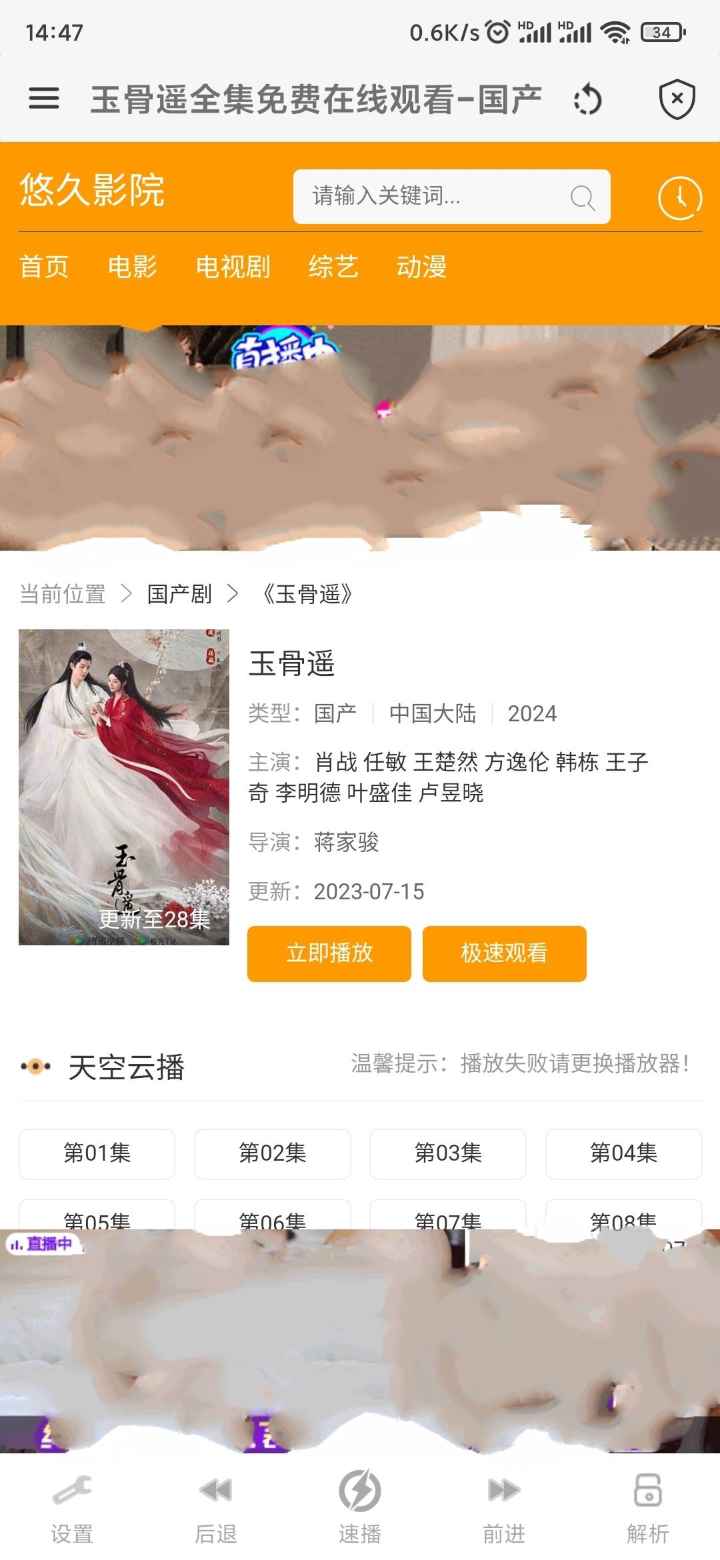 14:47
0.6K/s HD HD 34
玉骨遥全集免费在线观看-国产
悠久影院
请输入关键词...
首页 电影 电视剧 综艺 动漫
直播中
当前位置 > 国产剧 > 《玉骨遥》
玉骨遥
类型：国产 中国大陆 2024
主演：肖战 任敏 王楚然 方逸伦 韩栋 王子
奇 李明德 叶盛佳 卢昱晓
导演：蒋家骏
更新：2023-07-15
玉骨遥
更新至28集
立即播放 极速观看
天空云播
温馨提示：播放失败请更换播放器！
第01集 第02集 第03集 第04集
第05集 第06集 第07集 第08集
直播中
设置 后退 速播 前进 解析